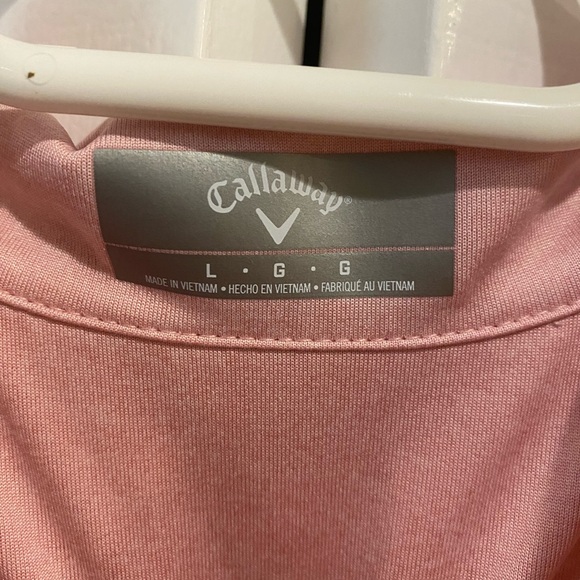 Callaway®
L • G • G
MADE IN VIETNAM • HECHO EN VIETNAM • FABRIQUÉ AU VIETNAM